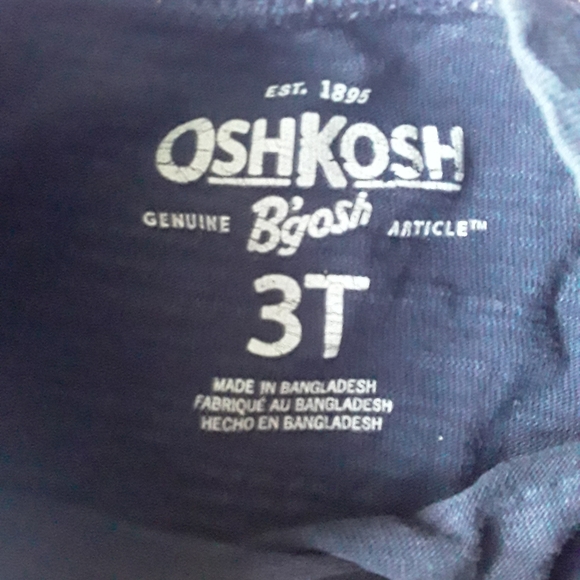 EST. 1895
OSHKOSH
GENUINE B'gosh ARTICLE™
3T
MADE IN BANGLADESH
FABRIQUÉ AU BANGLADESH
HECHO EN BANGLADESH